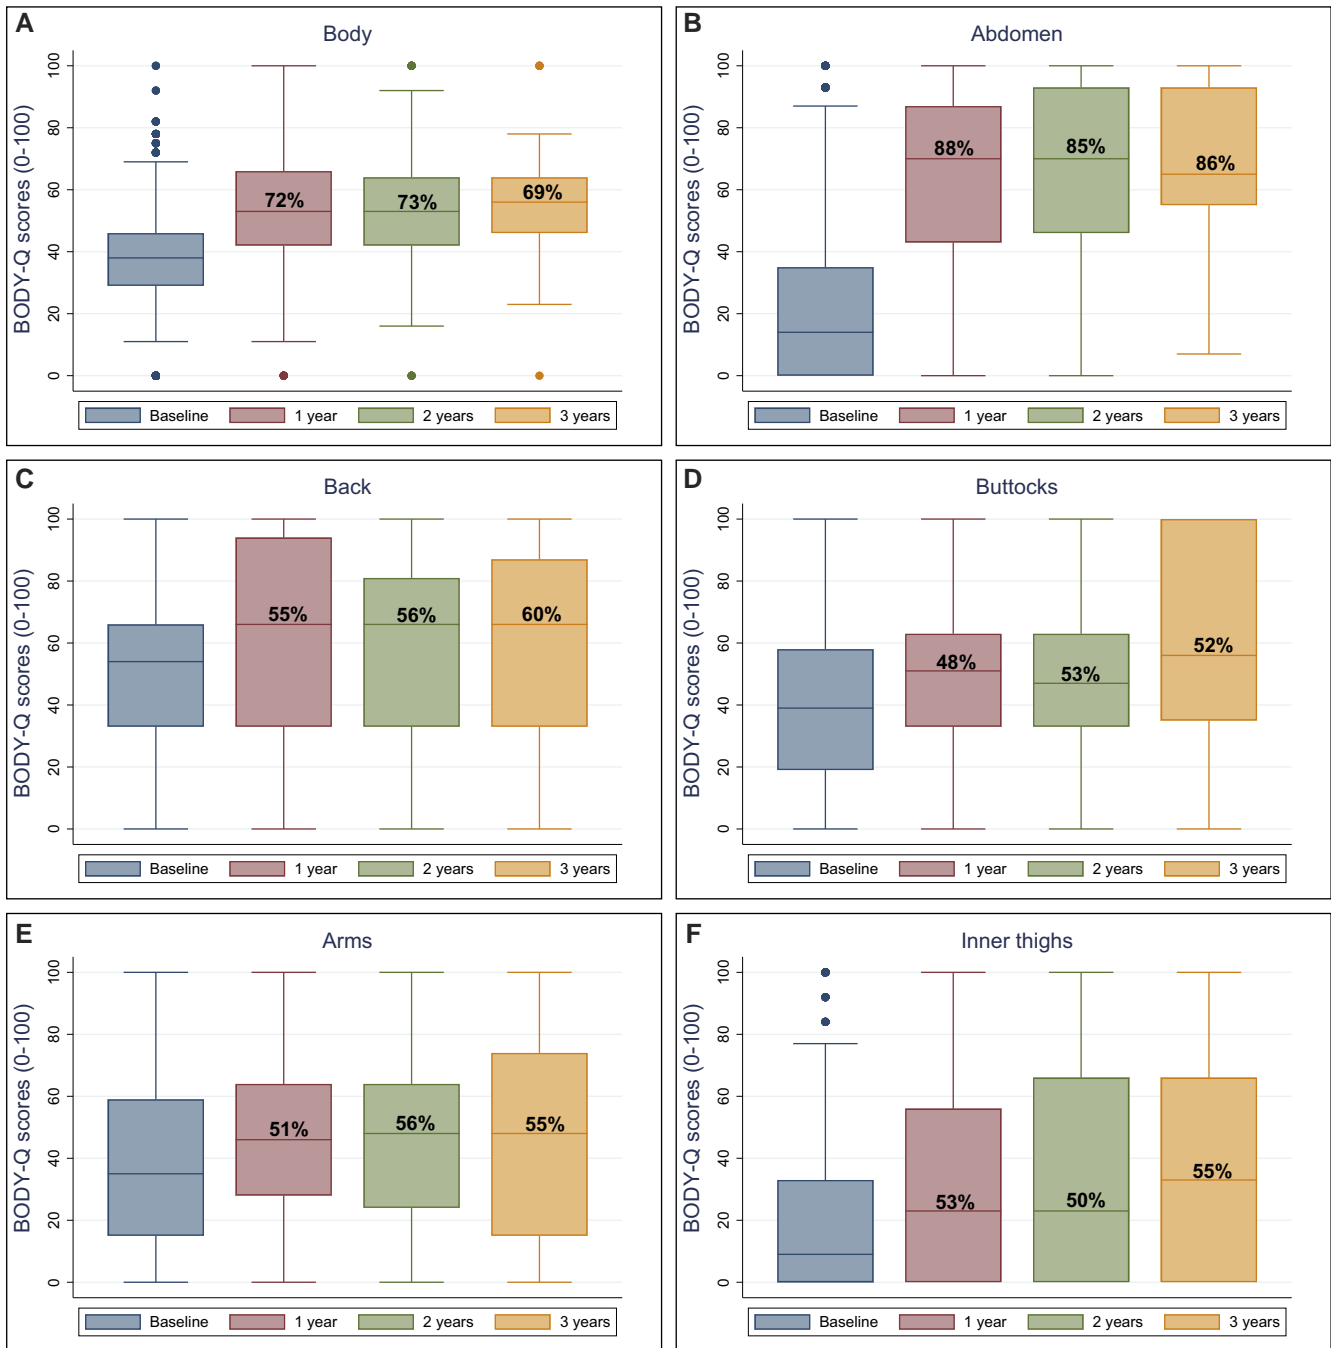 A
Body
BODY-Q scores (0-100)
100
80
60
40
20
0
72%
73%
69%
Baseline 1 year 2 years 3 years
B
Abdomen
BODY-Q scores (0-100)
100
80
60
40
20
0
88%
85%
86%
Baseline 1 year 2 years 3 years
C
Back
BODY-Q scores (0-100)
100
80
60
40
20
0
55%
56%
60%
Baseline 1 year 2 years 3 years
D
Buttocks
BODY-Q scores (0-100)
100
80
60
40
20
0
48%
53%
52%
Baseline 1 year 2 years 3 years
E
Arms
BODY-Q scores (0-100)
100
80
60
40
20
0
51%
56%
55%
Baseline 1 year 2 years 3 years
F
Inner thighs
BODY-Q scores (0-100)
100
80
60
40
20
0
53%
50%
55%
Baseline 1 year 2 years 3 years